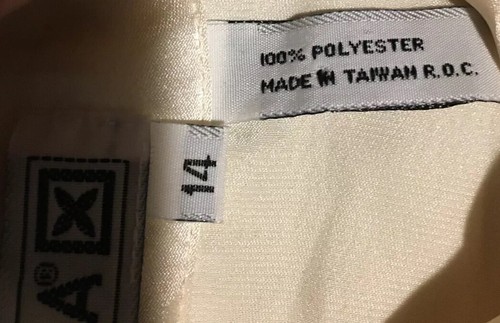 100% POLYESTER
MADE IN TAIWAN R.O.C.
14
A®